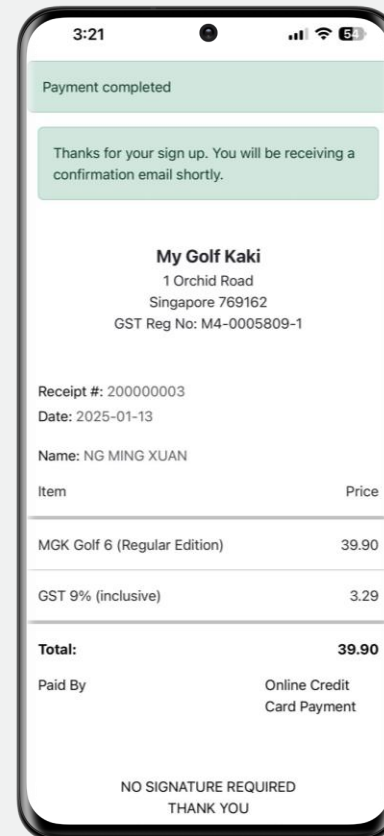 3:21
54
Payment completed
Thanks for your sign up. You will be receiving a
confirmation email shortly.
My Golf Kaki
1 Orchid Road
Singapore 769162
GST Reg No: M4-0005809-1
Receipt #: 200000003
Date: 2025-01-13
Name: NG MING XUAN
Item Price
MGK Golf 6 (Regular Edition) 39.90
GST 9% (inclusive) 3.29
Total: 39.90
Paid By Online Credit
Card Payment
NO SIGNATURE REQUIRED
THANK YOU